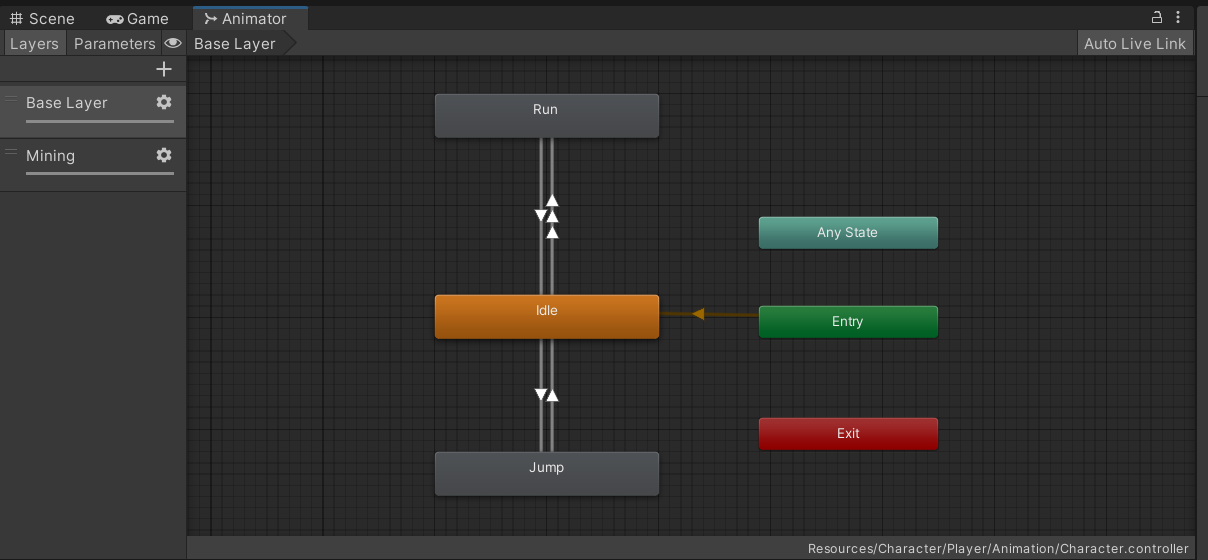 Scene Game Animator
Layers Parameters Base Layer Auto Live Link
Base Layer
Mining
Run
Any State
Idle
Entry
Exit
Jump
Resources/Character/Player/Animation/Character.controller